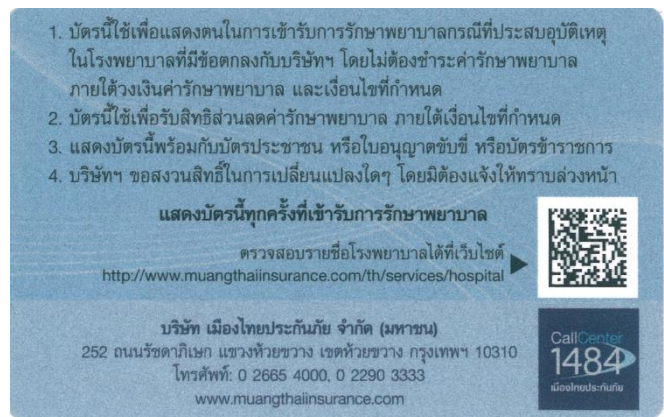 1. บัตรนี้ใช้เพื่อแสดงตนในการเข้ารับการรักษาพยาบาลกรณีที่ประสบอุบัติเหตุ
ในโรงพยาบาลที่มีข้อตกลงกับบริษัทฯ โดยไม่ต้องชำระค่ารักษาพยาบาล
ภายใต้วงเงินค่ารักษาพยาบาล และเงื่อนไขที่กำหนด
2. บัตรนี้ใช้เพื่อรับสิทธิส่วนลดค่ารักษาพยาบาล ภายใต้เงื่อนไขที่กำหนด
3. แสดงบัตรนี้พร้อมกับบัตรประชาชน หรือใบอนุญาตขับขี่ หรือบัตรข้าราชการ
4. บริษัทฯ ขอสงวนสิทธิ์ในการเปลี่ยนแปลงใดๆ โดยมิต้องแจ้งให้ทราบล่วงหน้า
แสดงบัตรนี้ทุกครั้งที่เข้ารับการรักษาพยาบาล
ตรวจสอบรายชื่อโรงพยาบาลได้ที่เว็บไซต์
http://www.muangthaiinsurance.com/th/services/hospital
บริษัท เมืองไทยประกันภัย จำกัด (มหาชน)
252 ถนนรัชดาภิเษก แขวงห้วยขวาง เขตห้วยขวาง กรุงเทพฯ 10310
โทรศัพท์: 0 2665 4000, 0 2290 3333
www.muangthaiinsurance.com
CallCenter
1484
เมืองไทยประกันภัย